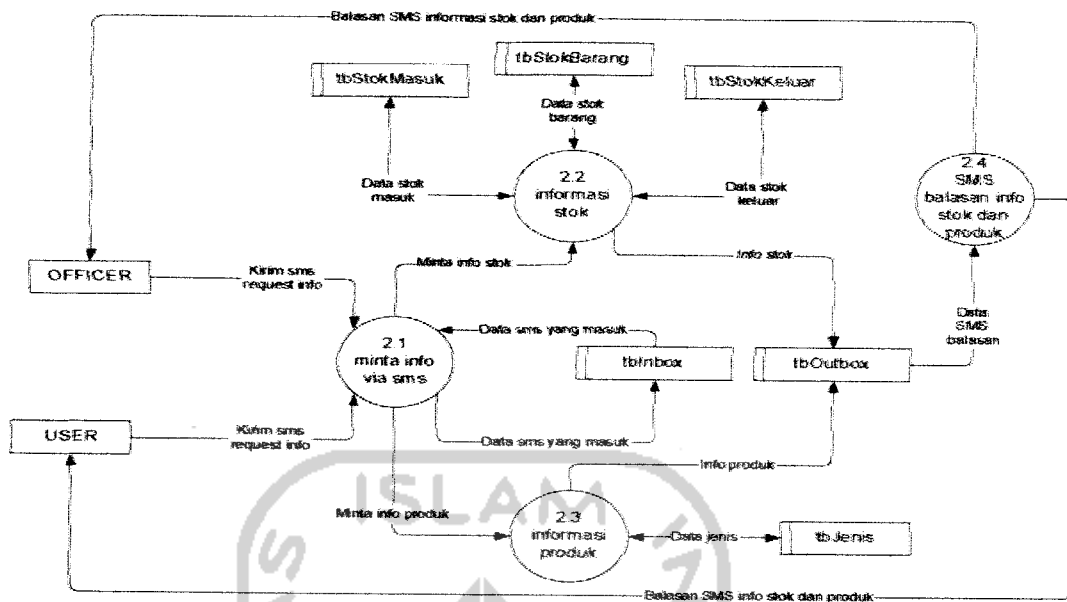 Balasan SMS informasi stok dan produk
tbStokBarang
tbStokMasuk
tbStokKeluar
Data stok
barang
2.2
informasi
stok
Data stok
masuk
Data stok
keluar
2.4
SMS
balasan info
stok dan
produk
OFFICER
Kirim sms
request info
Minta info stok
Info stok
2.1
minta info
via sms
Data sms yang masuk
tbInbox
tbOutbox
Data
SMS
balasan
USER
Kirim sms
request info
Data sms yang masuk
Info produk
ISLAM
Minta info produk
2.3
informasi
produk
Data jenis
tbJenis
Balasan SMS info stok dan produk